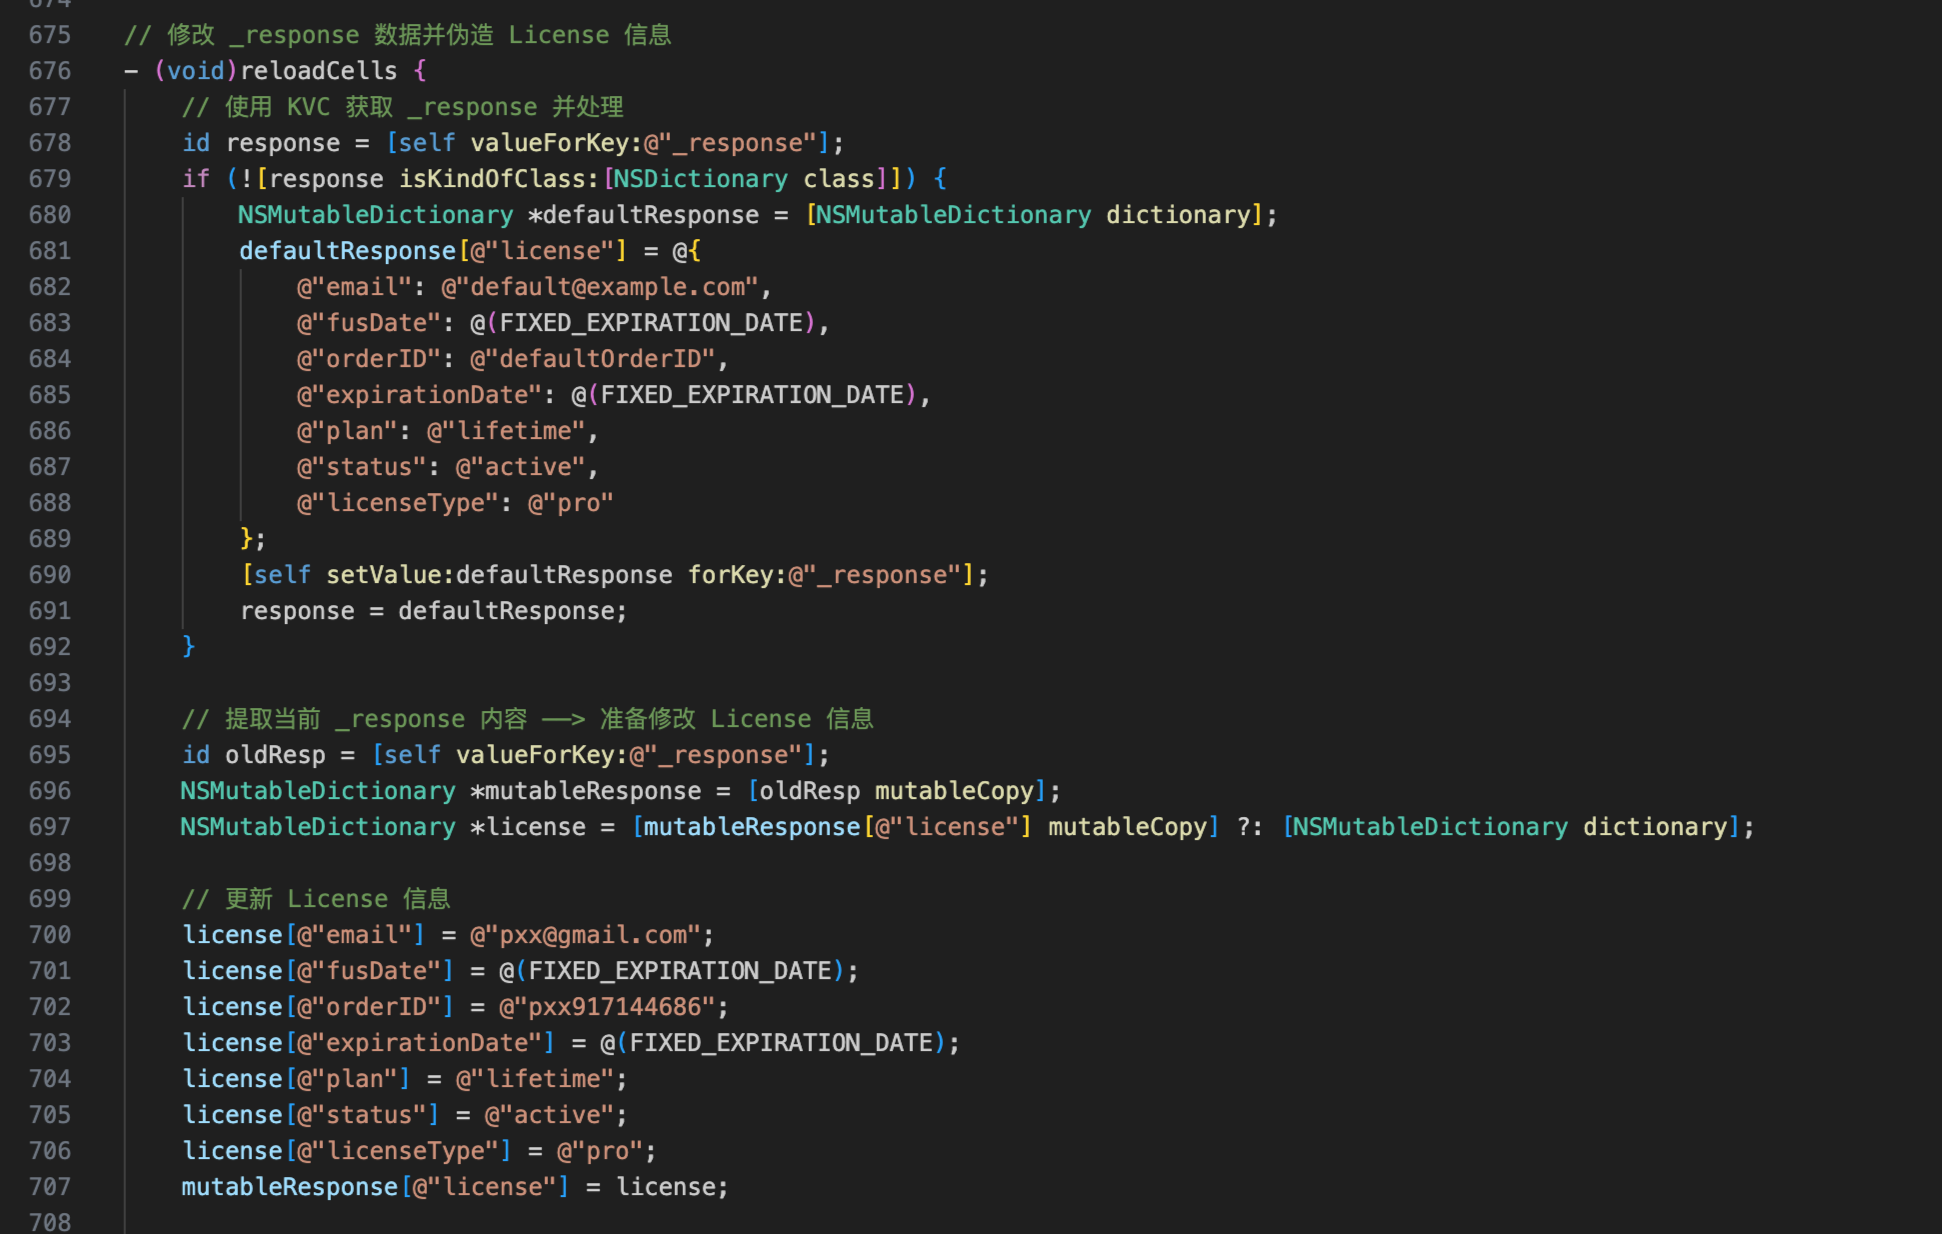 674
675 // 修改 _response 数据并伪造 License 信息
676 - (void)reloadCells {
677 // 使用 KVC 获取 _response 并处理
678 id response = [self valueForKey:@"_response"];
679 if (![response isKindOfClass:[NSDictionary class]]) {
680 NSMutableDictionary *defaultResponse = [NSMutableDictionary dictionary];
681 defaultResponse[@"license"] = @{
682 @"email": @"default@example.com",
683 @"fusDate": @(FIXED_EXPIRATION_DATE),
684 @"orderID": @"defaultOrderID",
685 @"expirationDate": @(FIXED_EXPIRATION_DATE),
686 @"plan": @"lifetime",
687 @"status": @"active",
688 @"licenseType": @"pro"
689 };
690 [self setValue:defaultResponse forKey:@"_response"];
691 response = defaultResponse;
692 }
693
694 // 提取当前 _response 内容 ——> 准备修改 License 信息
695 id oldResp = [self valueForKey:@"_response"];
696 NSMutableDictionary *mutableResponse = [oldResp mutableCopy];
697 NSMutableDictionary *license = [mutableResponse[@"license"] mutableCopy] ?: [NSMutableDictionary dictionary];
698
699 // 更新 License 信息
700 license[@"email"] = @"pxx@gmail.com";
701 license[@"fusDate"] = @(FIXED_EXPIRATION_DATE);
702 license[@"orderID"] = @"pxx917144686";
703 license[@"expirationDate"] = @(FIXED_EXPIRATION_DATE);
704 license[@"plan"] = @"lifetime";
705 license[@"status"] = @"active";
706 license[@"licenseType"] = @"pro";
707 mutableResponse[@"license"] = license;
708